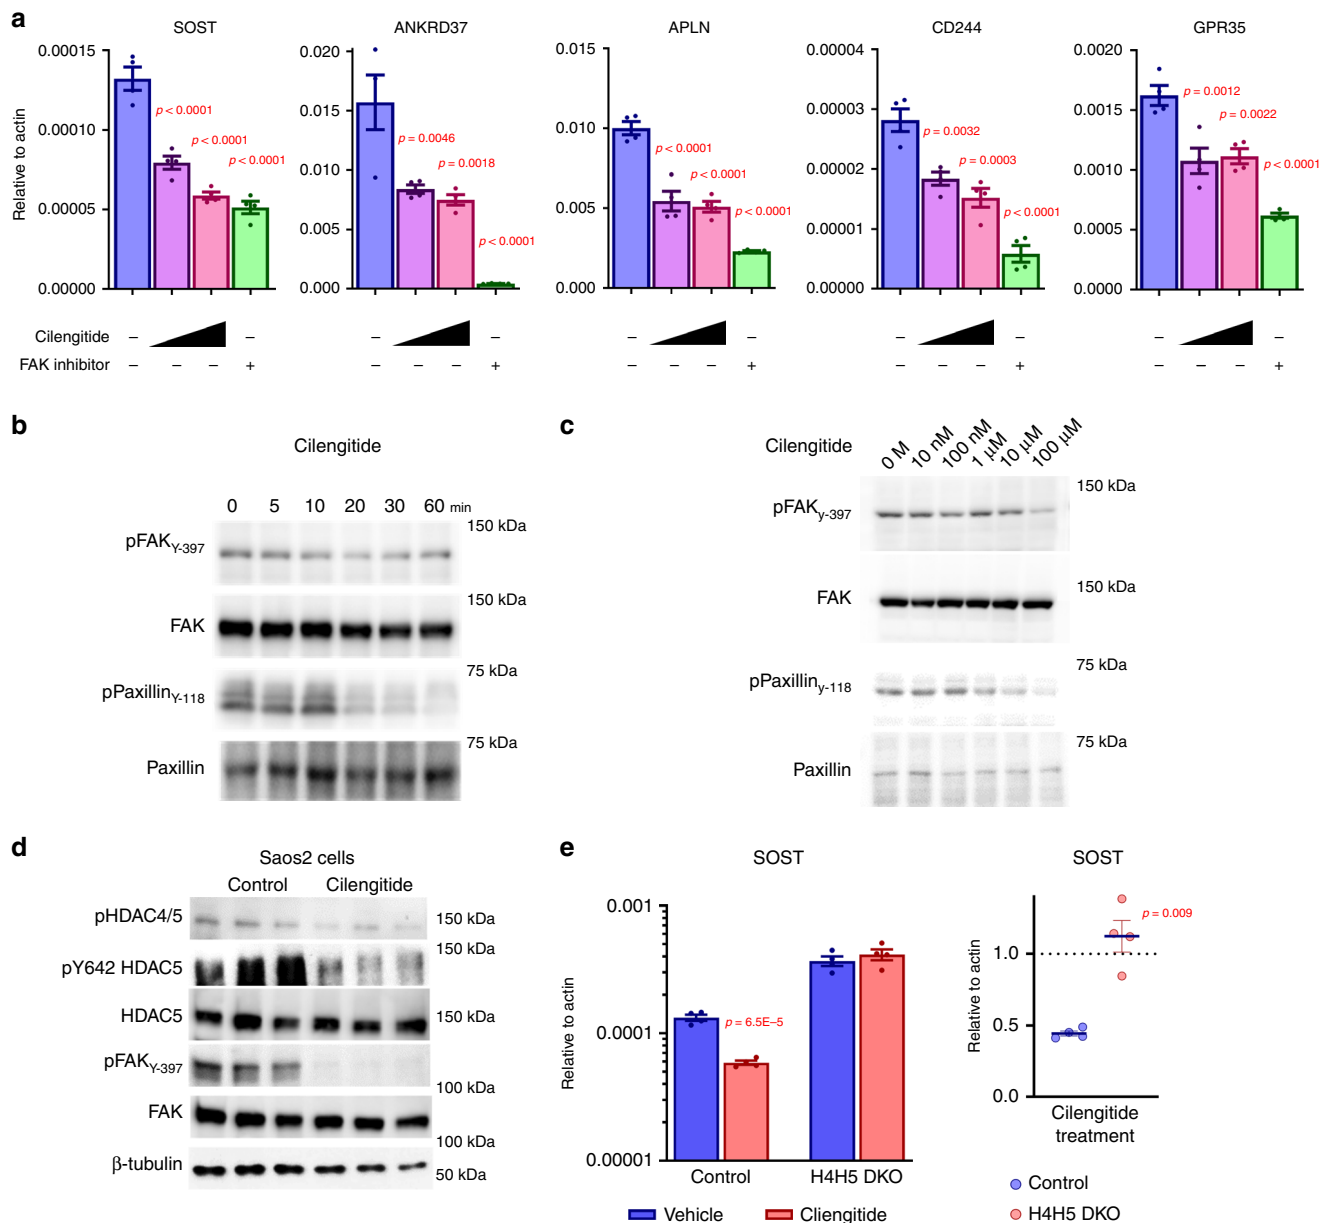 a
SOST
ANKRD37
APLN
CD244
GPR35
Relative to actin
0.00015
0.00010
0.00005
0.00000
p < 0.0001
p < 0.0001
p < 0.0001
0.020
0.015
0.010
0.005
0.000
p = 0.0046
p = 0.0018
p < 0.0001
0.015
0.010
0.005
0.000
p < 0.0001
p < 0.0001
p < 0.0001
0.00004
0.00003
0.00002
0.00001
0.00000
p = 0.0032
p = 0.0003
p < 0.0001
0.0020
0.0015
0.0010
0.0005
0.0000
p = 0.0012
p = 0.0022
p < 0.0001
Cilengitide – – – – – – – – – –
FAK inhibitor – – – + – – – + – – – + – – – + – – – +
b
Cilengitide
0 5 10 20 30 60 min
150 kDa
pFAKY-397
150 kDa
FAK
75 kDa
pPaxillinY-118
75 kDa
Paxillin
c
Cilengitide 0 M 10 nM 100 nM 1 µM 10 µM 100 µM
150 kDa
pFAKy-397
150 kDa
FAK
75 kDa
pPaxilliny-118
75 kDa
Paxillin
d
Saos2 cells
Control Cilengitide
pHDAC4/5 150 kDa
150 kDa
pY642 HDAC5
HDAC5 150 kDa
pFAKY-397
100 kDa
FAK
100 kDa
β-tubulin
50 kDa
e
SOST
Relative to actin
0.001
0.0001
0.00001
p = 6.5E–5
Control H4H5 DKO
Vehicle Cliengitide
SOST
Relative to actin
1.0
0.5
0.0
p = 0.009
Cilengitide
treatment
Control
H4H5 DKO